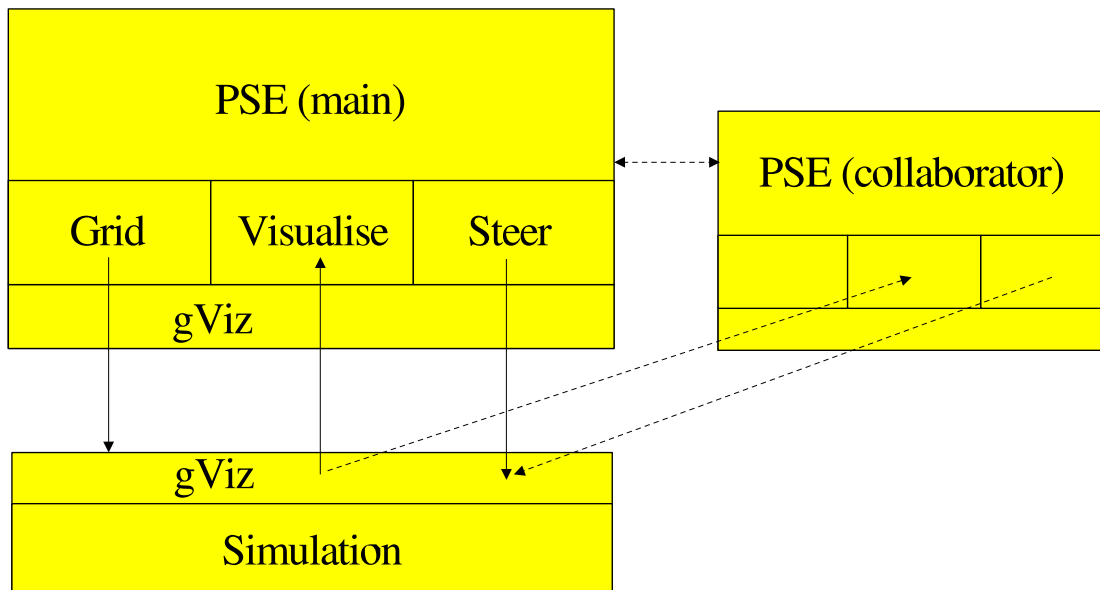 PSE (main)
PSE (collaborator)
Grid
Visualise
Steer
gViz
gViz
Simulation